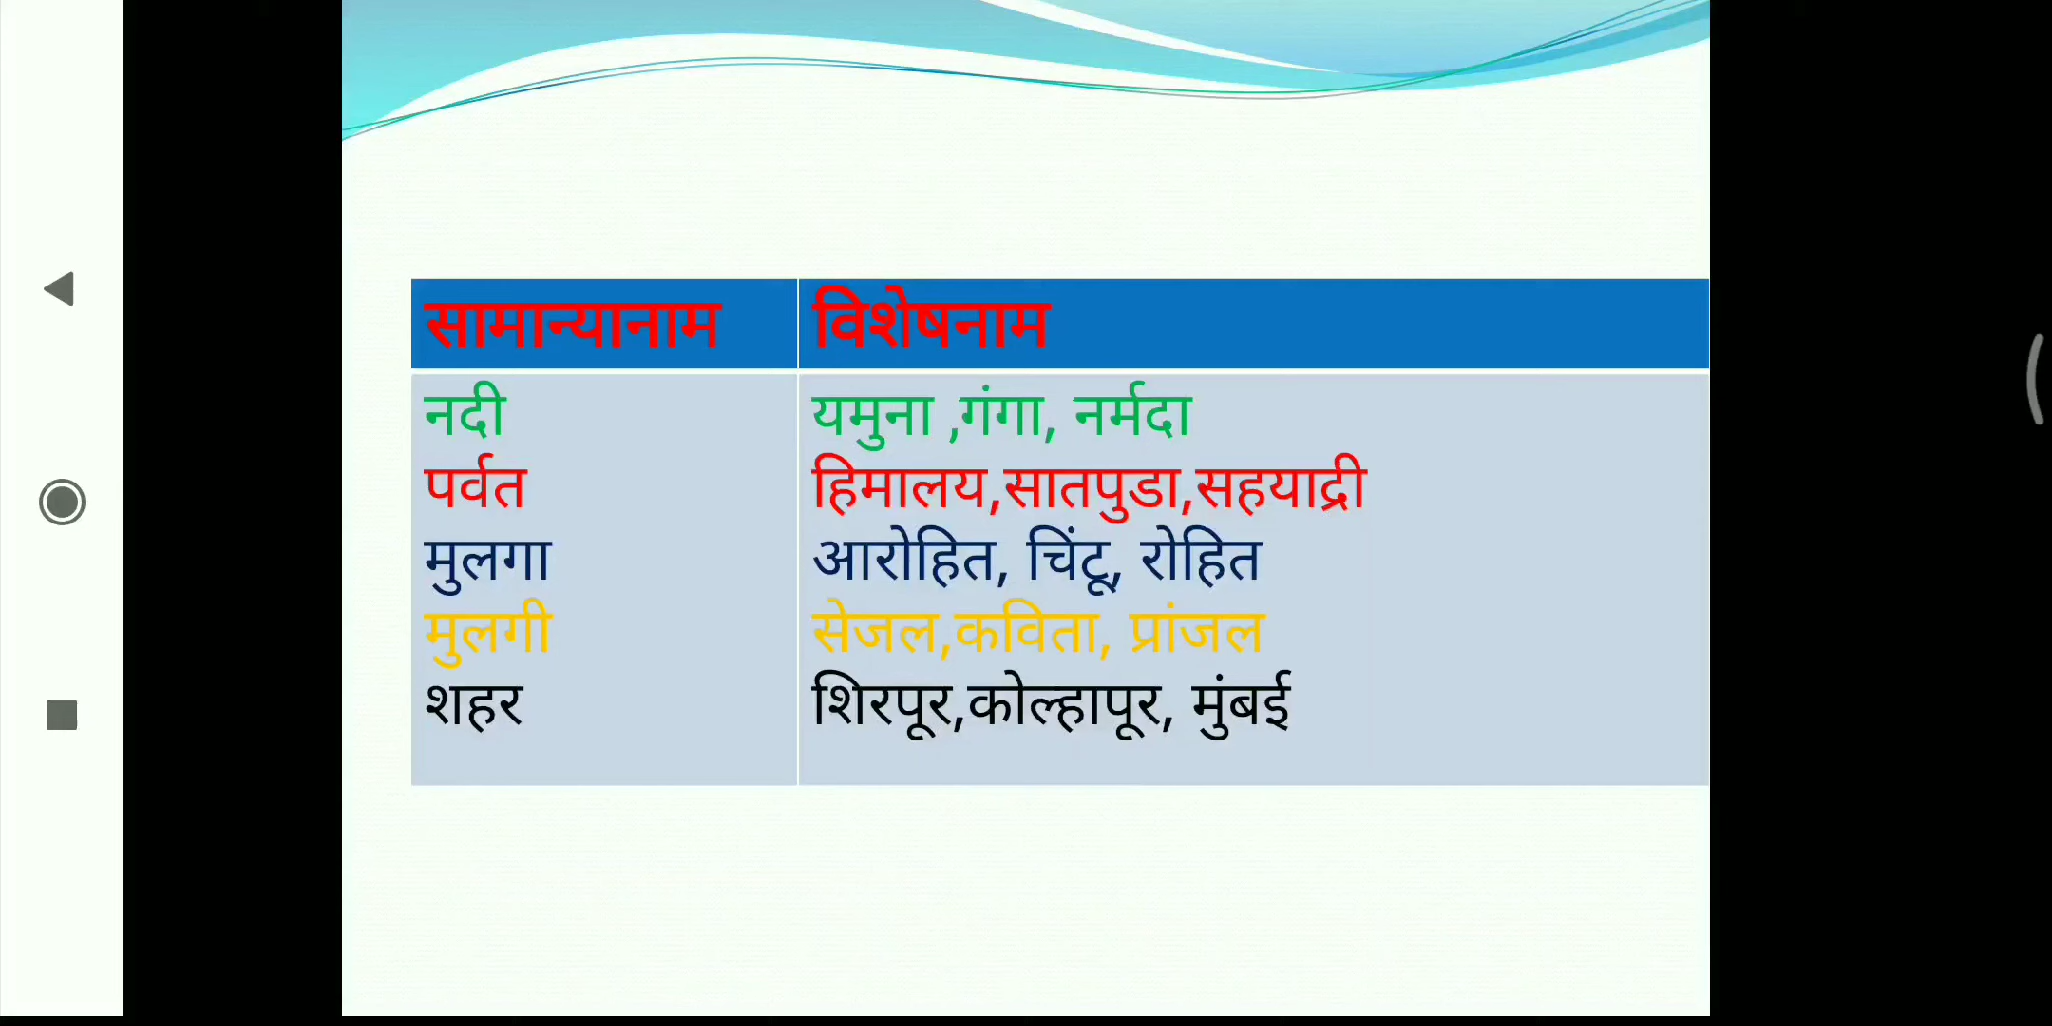 सामान्यानाम विशेषनाम
नदी यमुना ,गंगा, नर्मदा
पर्वत हिमालय,सातपुडा,सहयाद्री
मुलगा आरोहित, चिंटू, रोहित
मुलगी सेजल,कविता, प्रांजल
शहर शिरपूर,कोल्हापूर, मुंबई